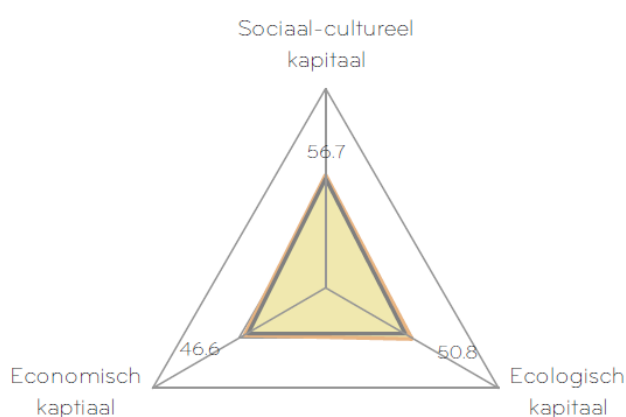 Sociaal-cultureel
kapitaal
56.7
46.6
50.8
Economisch
kaptiaal
Ecologisch
kapitaal